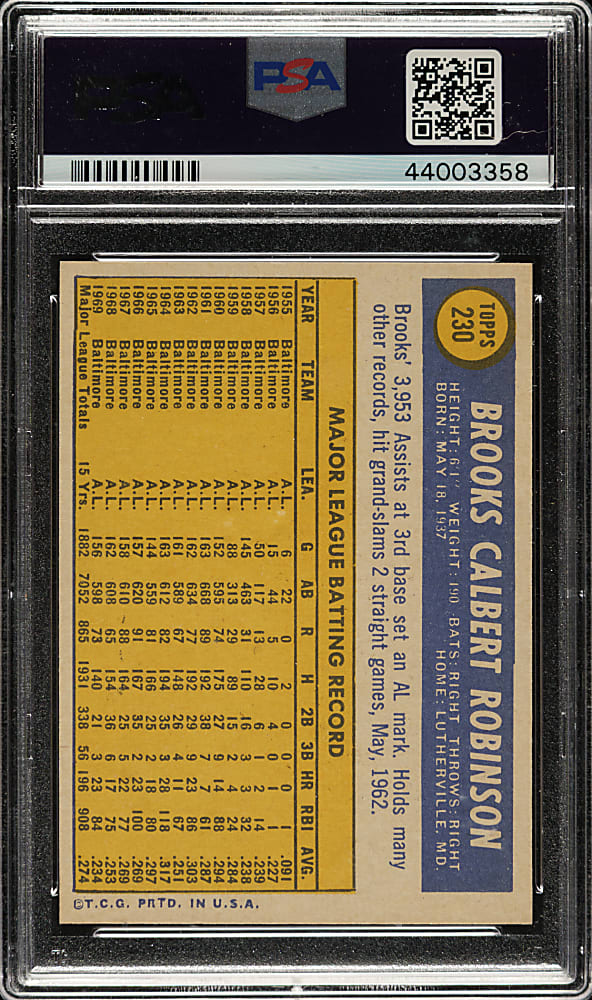 PSA
PSA
44003358
TOPPS
230
BROOKS CALBERT ROBINSON
HEIGHT: 6'1" WEIGHT: 190 BATS: RIGHT THROWS: RIGHT
BORN: MAY 18, 1937 HOME: LUTHERVILLE, MD.
Brooks' 3,953 Assists at 3rd base set an AL mark. Holds many
other records, hit grand-slams 2 straight games, May, 1962.
MAJOR LEAGUE BATTING RECORD
YEAR TEAM LEA. G AB R H 2B 3B HR RBI AVG.
1955 Baltimore A.L. 6 22 0 2 0 0 0 1 .091
1956 Baltimore A.L. 15 44 5 10 4 0 1 1 .227
1957 Baltimore A.L. 50 117 13 28 6 1 2 14 .239
1958 Baltimore A.L. 145 463 31 110 16 3 3 32 .238
1959 Baltimore A.L. 88 313 29 89 15 2 4 24 .284
1960 Baltimore A.L. 152 595 74 175 27 9 14 88 .294
1961 Baltimore A.L. 163 668 89 192 38 7 7 61 .287
1962 Baltimore A.L. 162 634 77 192 29 9 23 86 .303
1963 Baltimore A.L. 161 589 67 148 26 4 11 67 .251
1964 Baltimore A.L. 163 612 82 194 35 3 28 118 .317
1965 Baltimore A.L. 144 559 81 166 25 2 18 80 .297
1966 Baltimore A.L. 157 620 91 167 35 2 23 100 .269
1967 Baltimore A.L. 158 610 88 164 25 5 22 77 .269
1968 Baltimore A.L. 162 608 65 154 36 6 17 75 .253
1969 Baltimore A.L. 156 598 73 140 21 3 23 84 .234
Major League Totals 15 Yrs. 1882 7052 865 1931 338 56 196 908 .274
©T.C.G. PRTD. IN U.S.A.